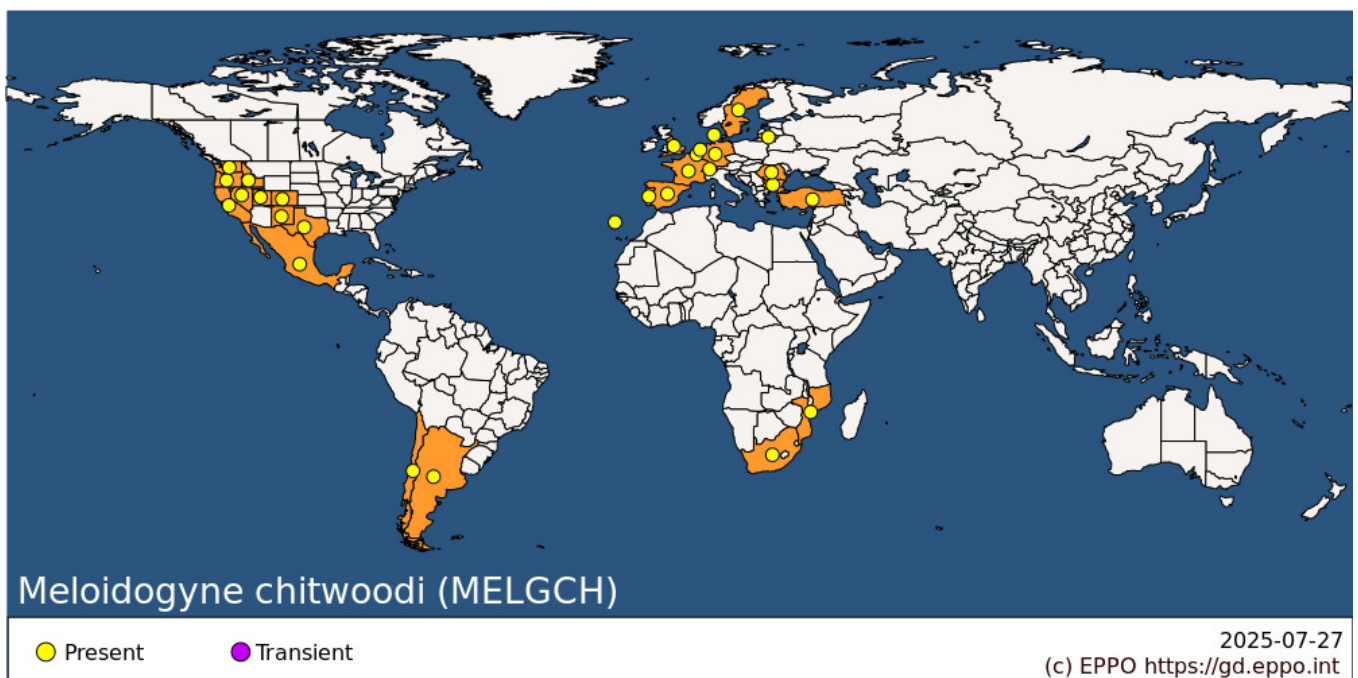 Meloidogyne chitwoodi (MELGCH)
Present
Transient
2025-07-27
(c) EPPO https://gd.eppo.int